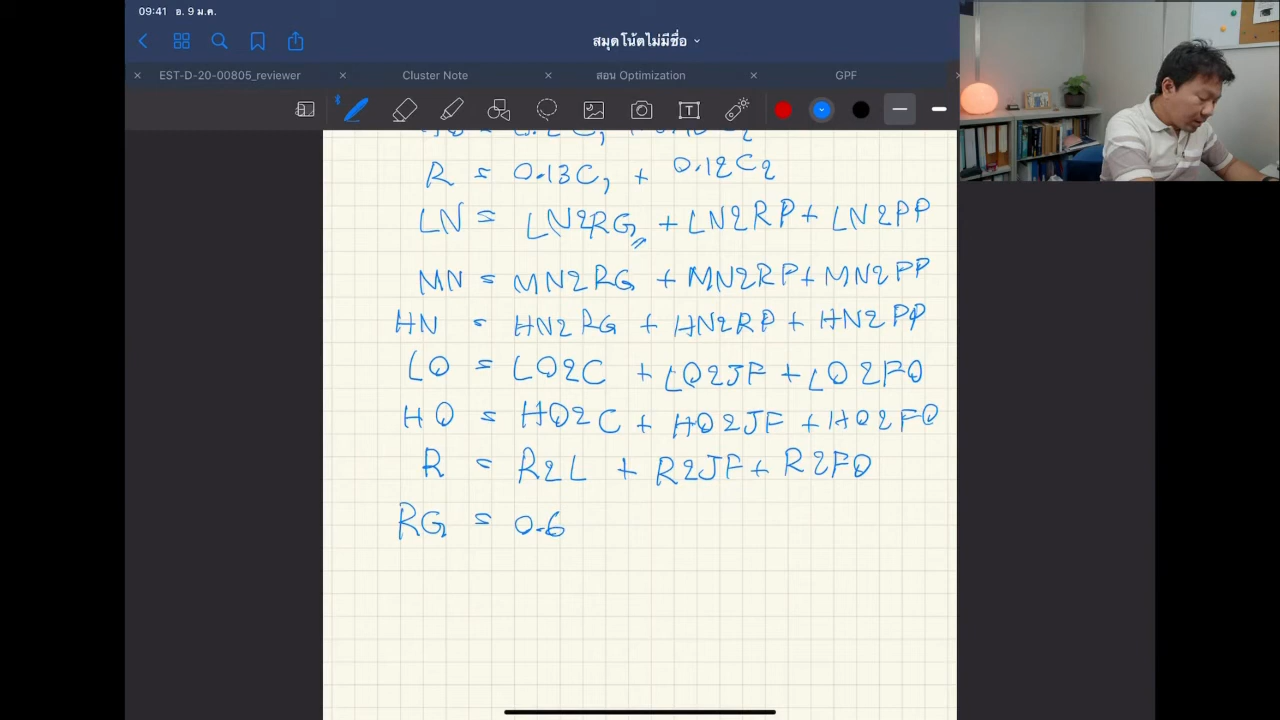 09:41 อ. 9 ม.ค.
สมุดโน้ตไม่มีชื่อ
EST-D-20-00805_reviewer
Cluster Note
สอน Optimization
GPF
R = 0.13C1 + 0.12C2
LN = LN2RG + LN2RP + LN2PP
MN = MN2RG + MN2RP + MN2PP
HN = HN2RG + HN2RP + HN2PP
LO = LO2C + LO2JF + LO2FO
HO = HO2C + HO2JF + HO2FO
R = R2L + R2JF + R2FO
RG = 0.6